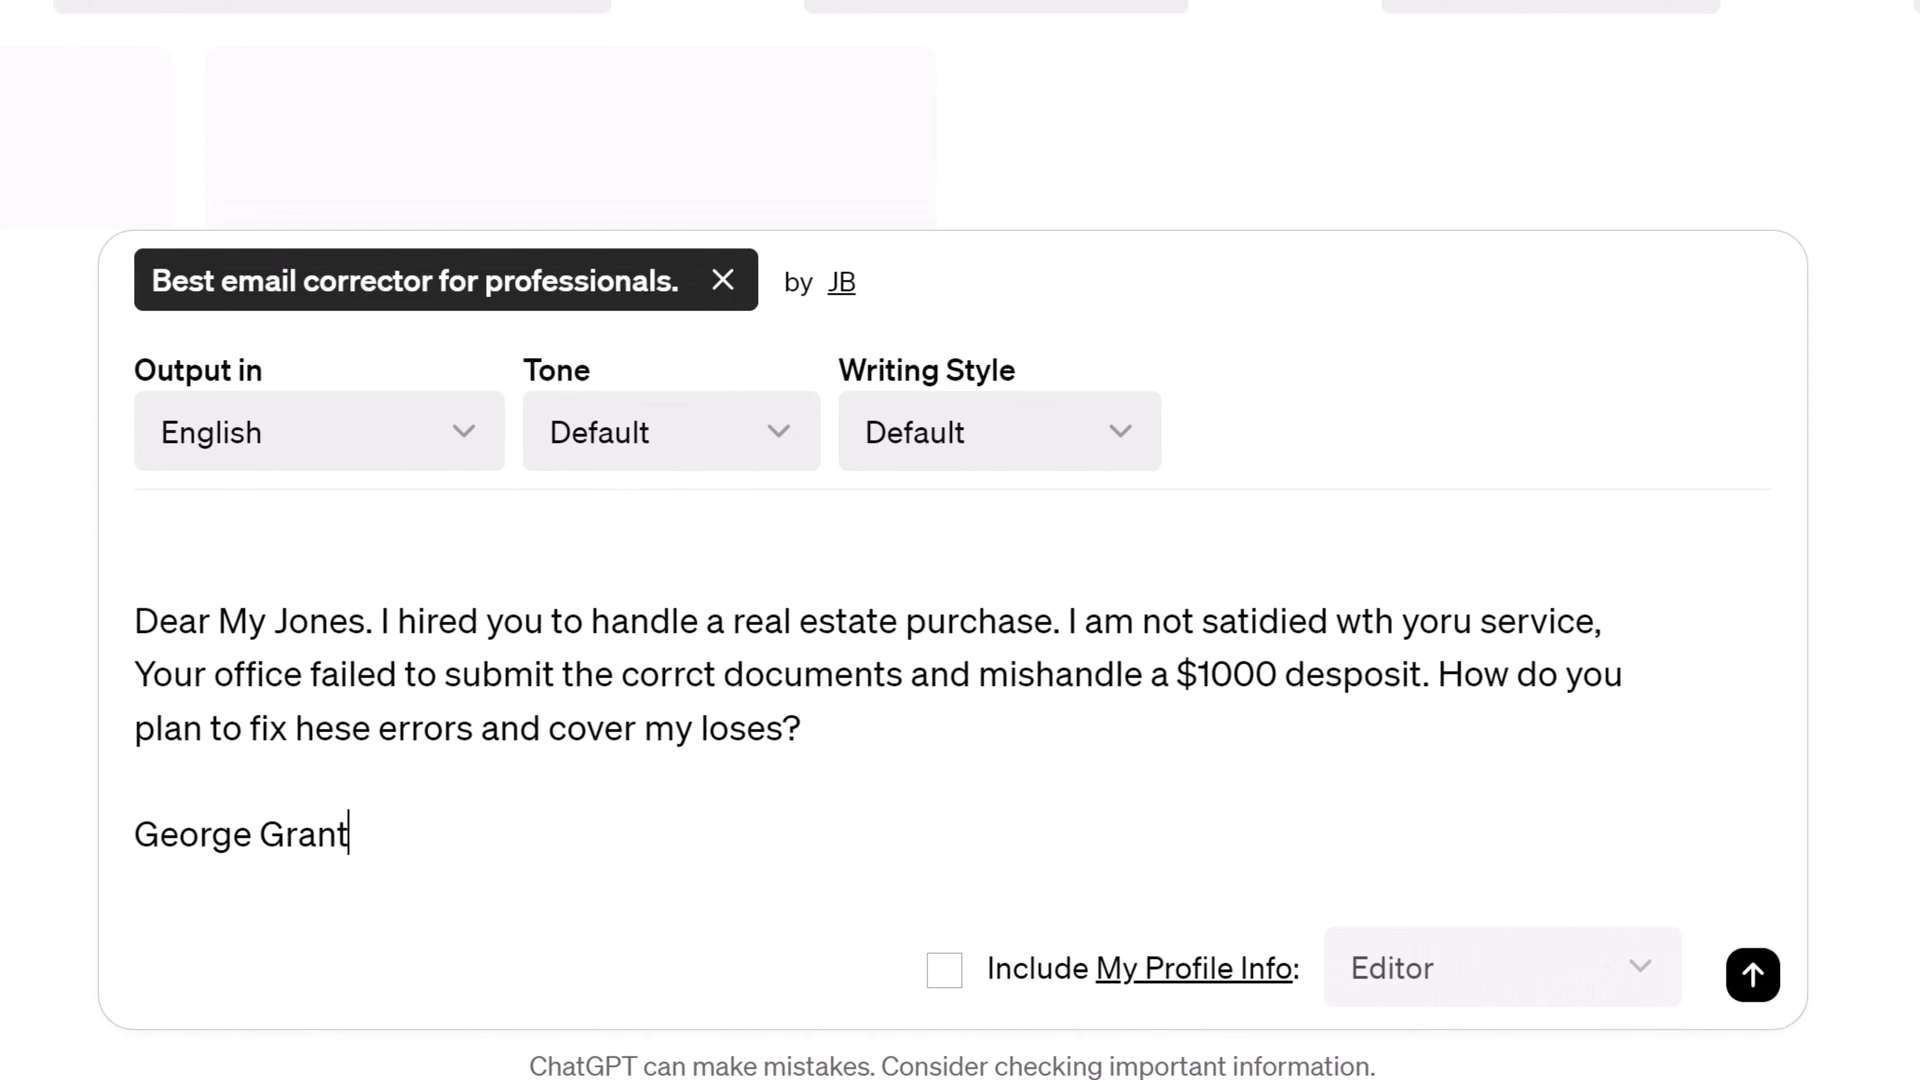 Best email corrector for professionals. by JB
Output in Tone Writing Style
English Default Default
Dear My Jones. I hired you to handle a real estate purchase. I am not satidied wth yoru service,
Your office failed to submit the corrct documents and mishandle a $1000 desposit. How do you
plan to fix hese errors and cover my loses?
George Grant
Include My Profile Info: Editor
ChatGPT can make mistakes. Consider checking important information.